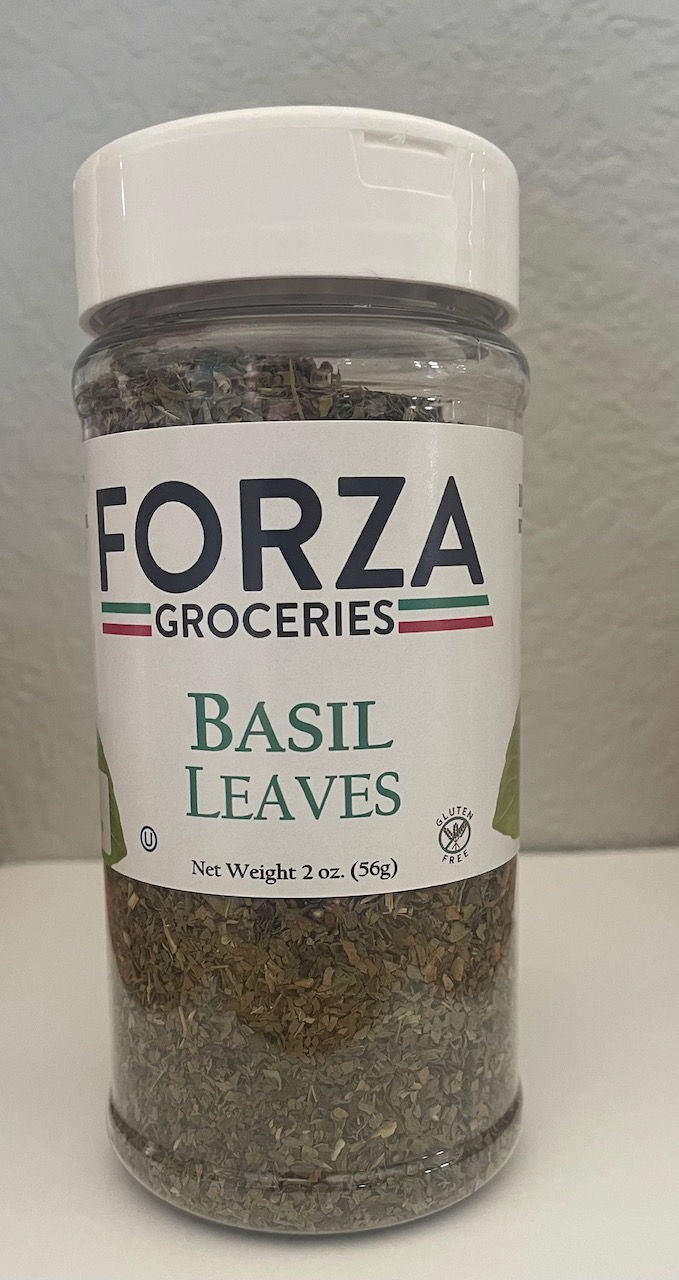 FORZA
GROCERIES
BASIL
LEAVES
U
GLUTEN
FREE
Net Weight 2 oz. (56g)